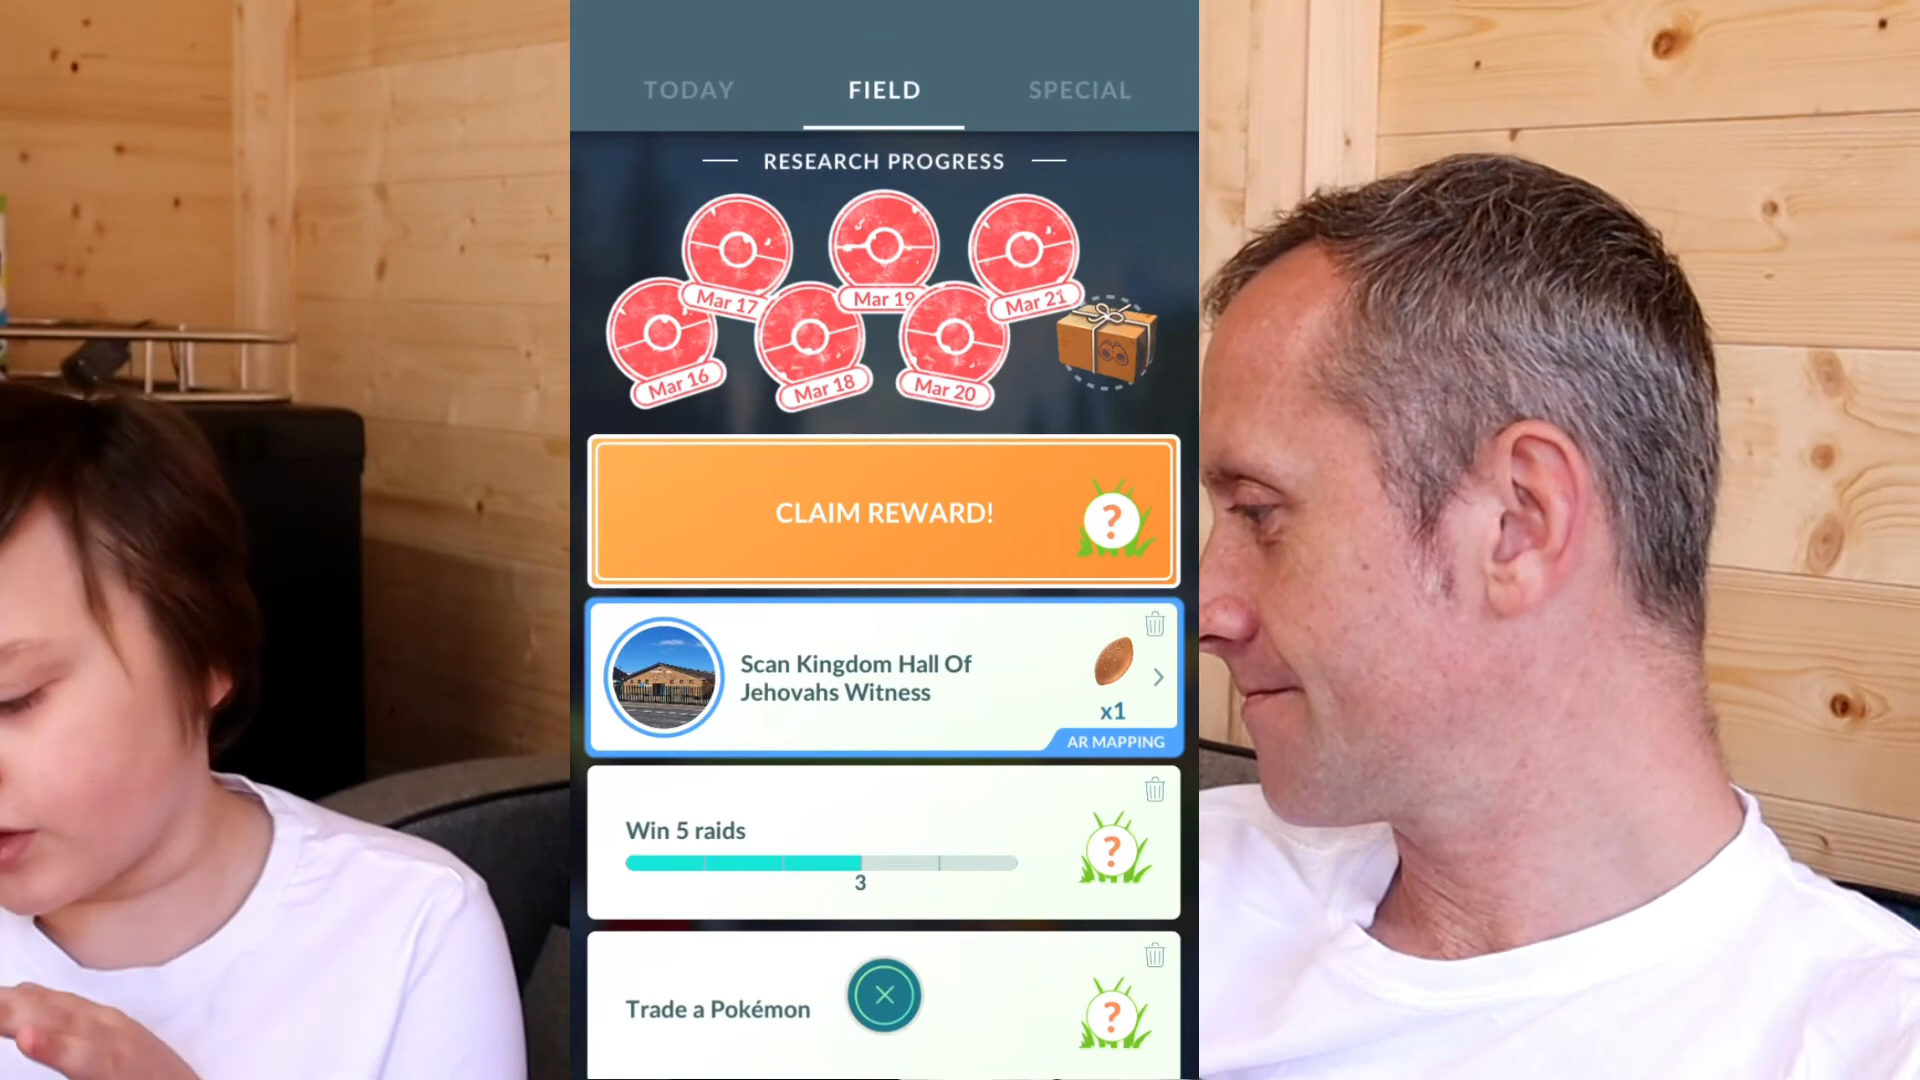 TODAY
FIELD
SPECIAL
RESEARCH PROGRESS
Mar 17
Mar 19
Mar 21
Mar 16
Mar 18
Mar 20
CLAIM REWARD!
?
Scan Kingdom Hall Of
Jehovahs Witness
x1
AR MAPPING
Win 5 raids
3
?
Trade a Pokémon
?